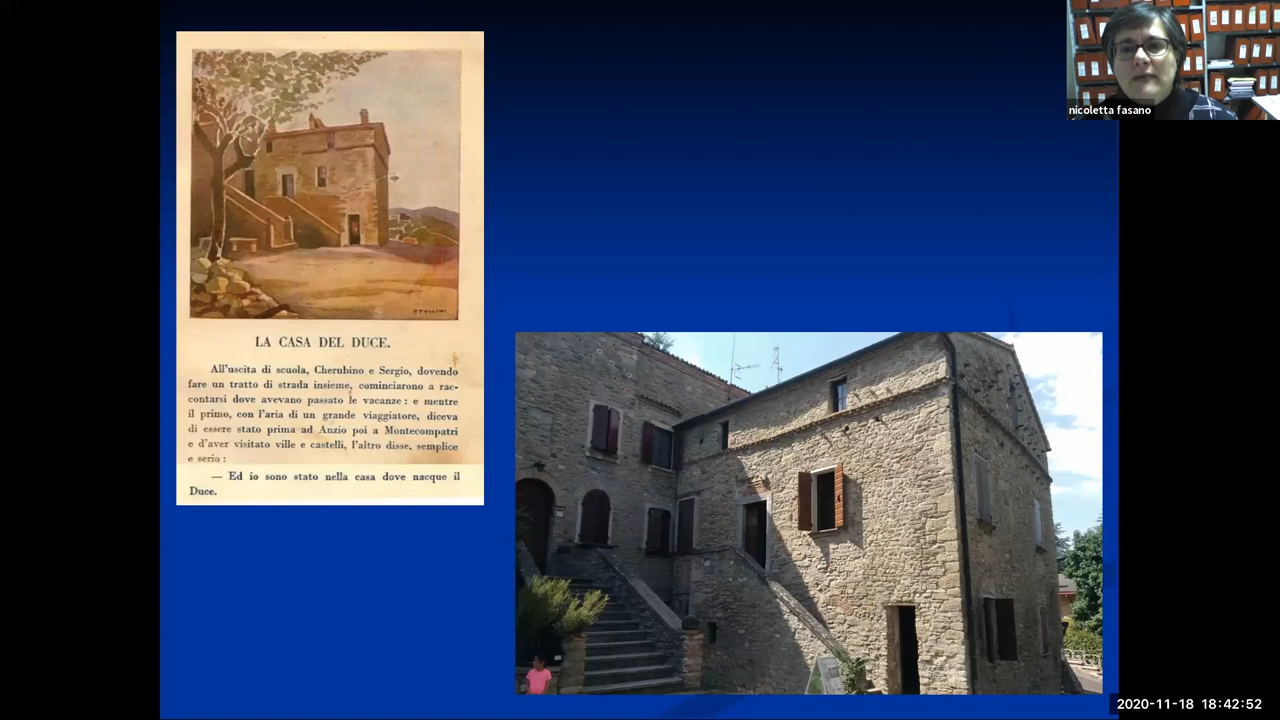 nicoletta fasano
LA CASA DEL DUCE.
All'uscita di scuola, Cherubino e Sergio, dovendo
fare un tratto di strada insieme, cominciarono a rac-
contarsi dove avevano passato le vacanze : e mentre
il primo, con l'aria di un grande viaggiatore, diceva
di essere stato prima ad Anzio poi a Montecompatri
e d'aver visitato ville e castelli, l'altro disse, semplice
e serio :
— Ed io sono stato nella casa dove nacque il
Duce.
2020-11-18 18:42:52